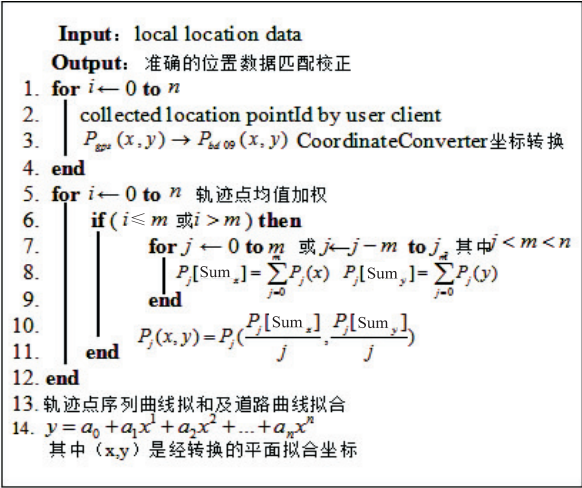 Input: local location data
Output: 准确的位置数据匹配校正
1. for i ← 0 to n
2. collected location pointId by user client
3. P_gps (x, y) → P_bd 09 (x, y) CoordinateConverter坐标转换
4. end
5. for i ← 0 to n 轨迹点均值加权
6. if ( i ≤ m 或 i > m ) then
7. for j ← 0 to m 或 j ← j − m to j, 其中 j < m < n
8. P_j[Sum_x] = ∑_{j=0}^{m} P_j(x) P_j[Sum_y] = ∑_{j=0} P_j(y)
9. end
10. P_j(x, y) = P_j(P_j[Sum_x]/j, P_j[Sum_y]/j)
11. end
12. end
13. 轨迹点序列曲线拟和及道路曲线拟合
14. y = a_0 + a_1x^1 + a_2x^2 + ... + a_nx^n
其中（x,y）是经转换的平面拟合坐标